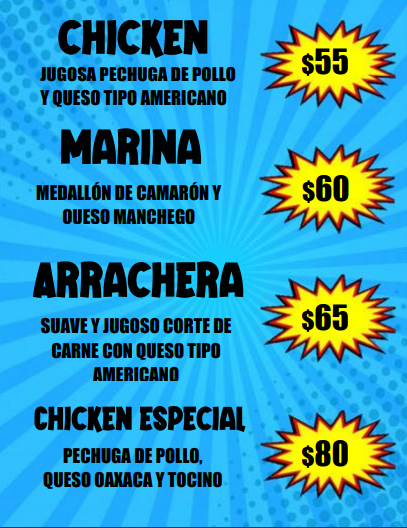 CHICKEN
$55
JUGOSA PECHUGA DE POLLO
Y QUESO TIPO AMERICANO
MARINA
$60
MEDALLÓN DE CAMARÓN Y
QUESO MANCHEGO
ARRACHERA
$65
SUAVE Y JUGOSO CORTE DE
CARNE CON QUESO TIPO
AMERICANO
CHICKEN ESPECIAL
$80
PECHUGA DE POLLO,
QUESO OAXACA Y TOCINO